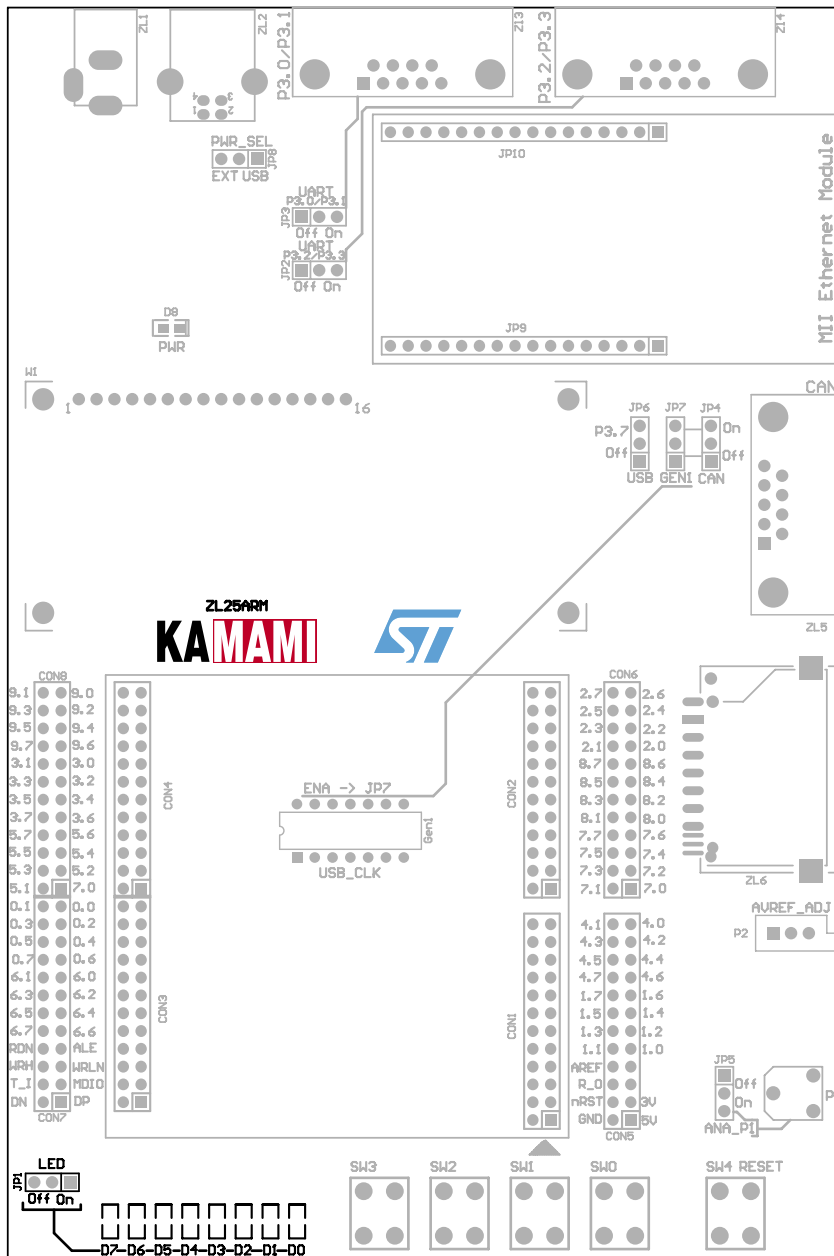 ZL1
ZL2
P3.0/P3.1
ZL13
P3.2/P3.3
ZL14
4 3
1 2
PWR_SEL
JP8
EXT USB
JP10
MII Ethernet Module
UART
P3.0/P3.1
JP3
Off On
UART
P3.2/P3.3
JP2
Off On
D8
PWR
JP9
W1
1
16
CAN
JP6 JP7 JP4
P3.7
On
Off
Off
USB GEN1 CAN
ZL5
ZL25ARM
KAMAMI
ST
CON8
9.1 9.0
9.3 9.2
9.5 9.4
9.7 9.6
3.1 3.0
3.3 3.2
3.5 3.4
3.7 3.6
5.7 5.6
5.5 5.4
5.3 5.2
5.1 7.0
0.1 0.0
0.3 0.2
0.5 0.4
0.7 0.6
6.1 6.0
6.3 6.2
6.5 6.4
6.7 6.6
RDN ALE
WRH WRLN
T_I MDIO
DN DP
CON7
CON4
CON3
ENA -> JP7
Gen1
USB_CLK
CON2
CON1
CON6
2.7 2.6
2.5 2.4
2.3 2.2
2.1 2.0
8.7 8.6
8.5 8.4
8.3 8.2
8.1 8.0
7.7 7.6
7.5 7.4
7.3 7.2
7.1 7.0
4.1 4.0
4.3 4.2
4.5 4.4
4.7 4.6
1.7 1.6
1.5 1.4
1.3 1.2
1.1 1.0
AREF
R_O
nRST 3V
GND 5V
CON5
ZL6
AVREF_ADJ
P2
JP5
Off
On
ANA_P1
P
LED
JP1
Off On
D7 D6 D5 D4 D3 D2 D1 D0
SW3 SW2 SW1 SW0 SW4 RESET